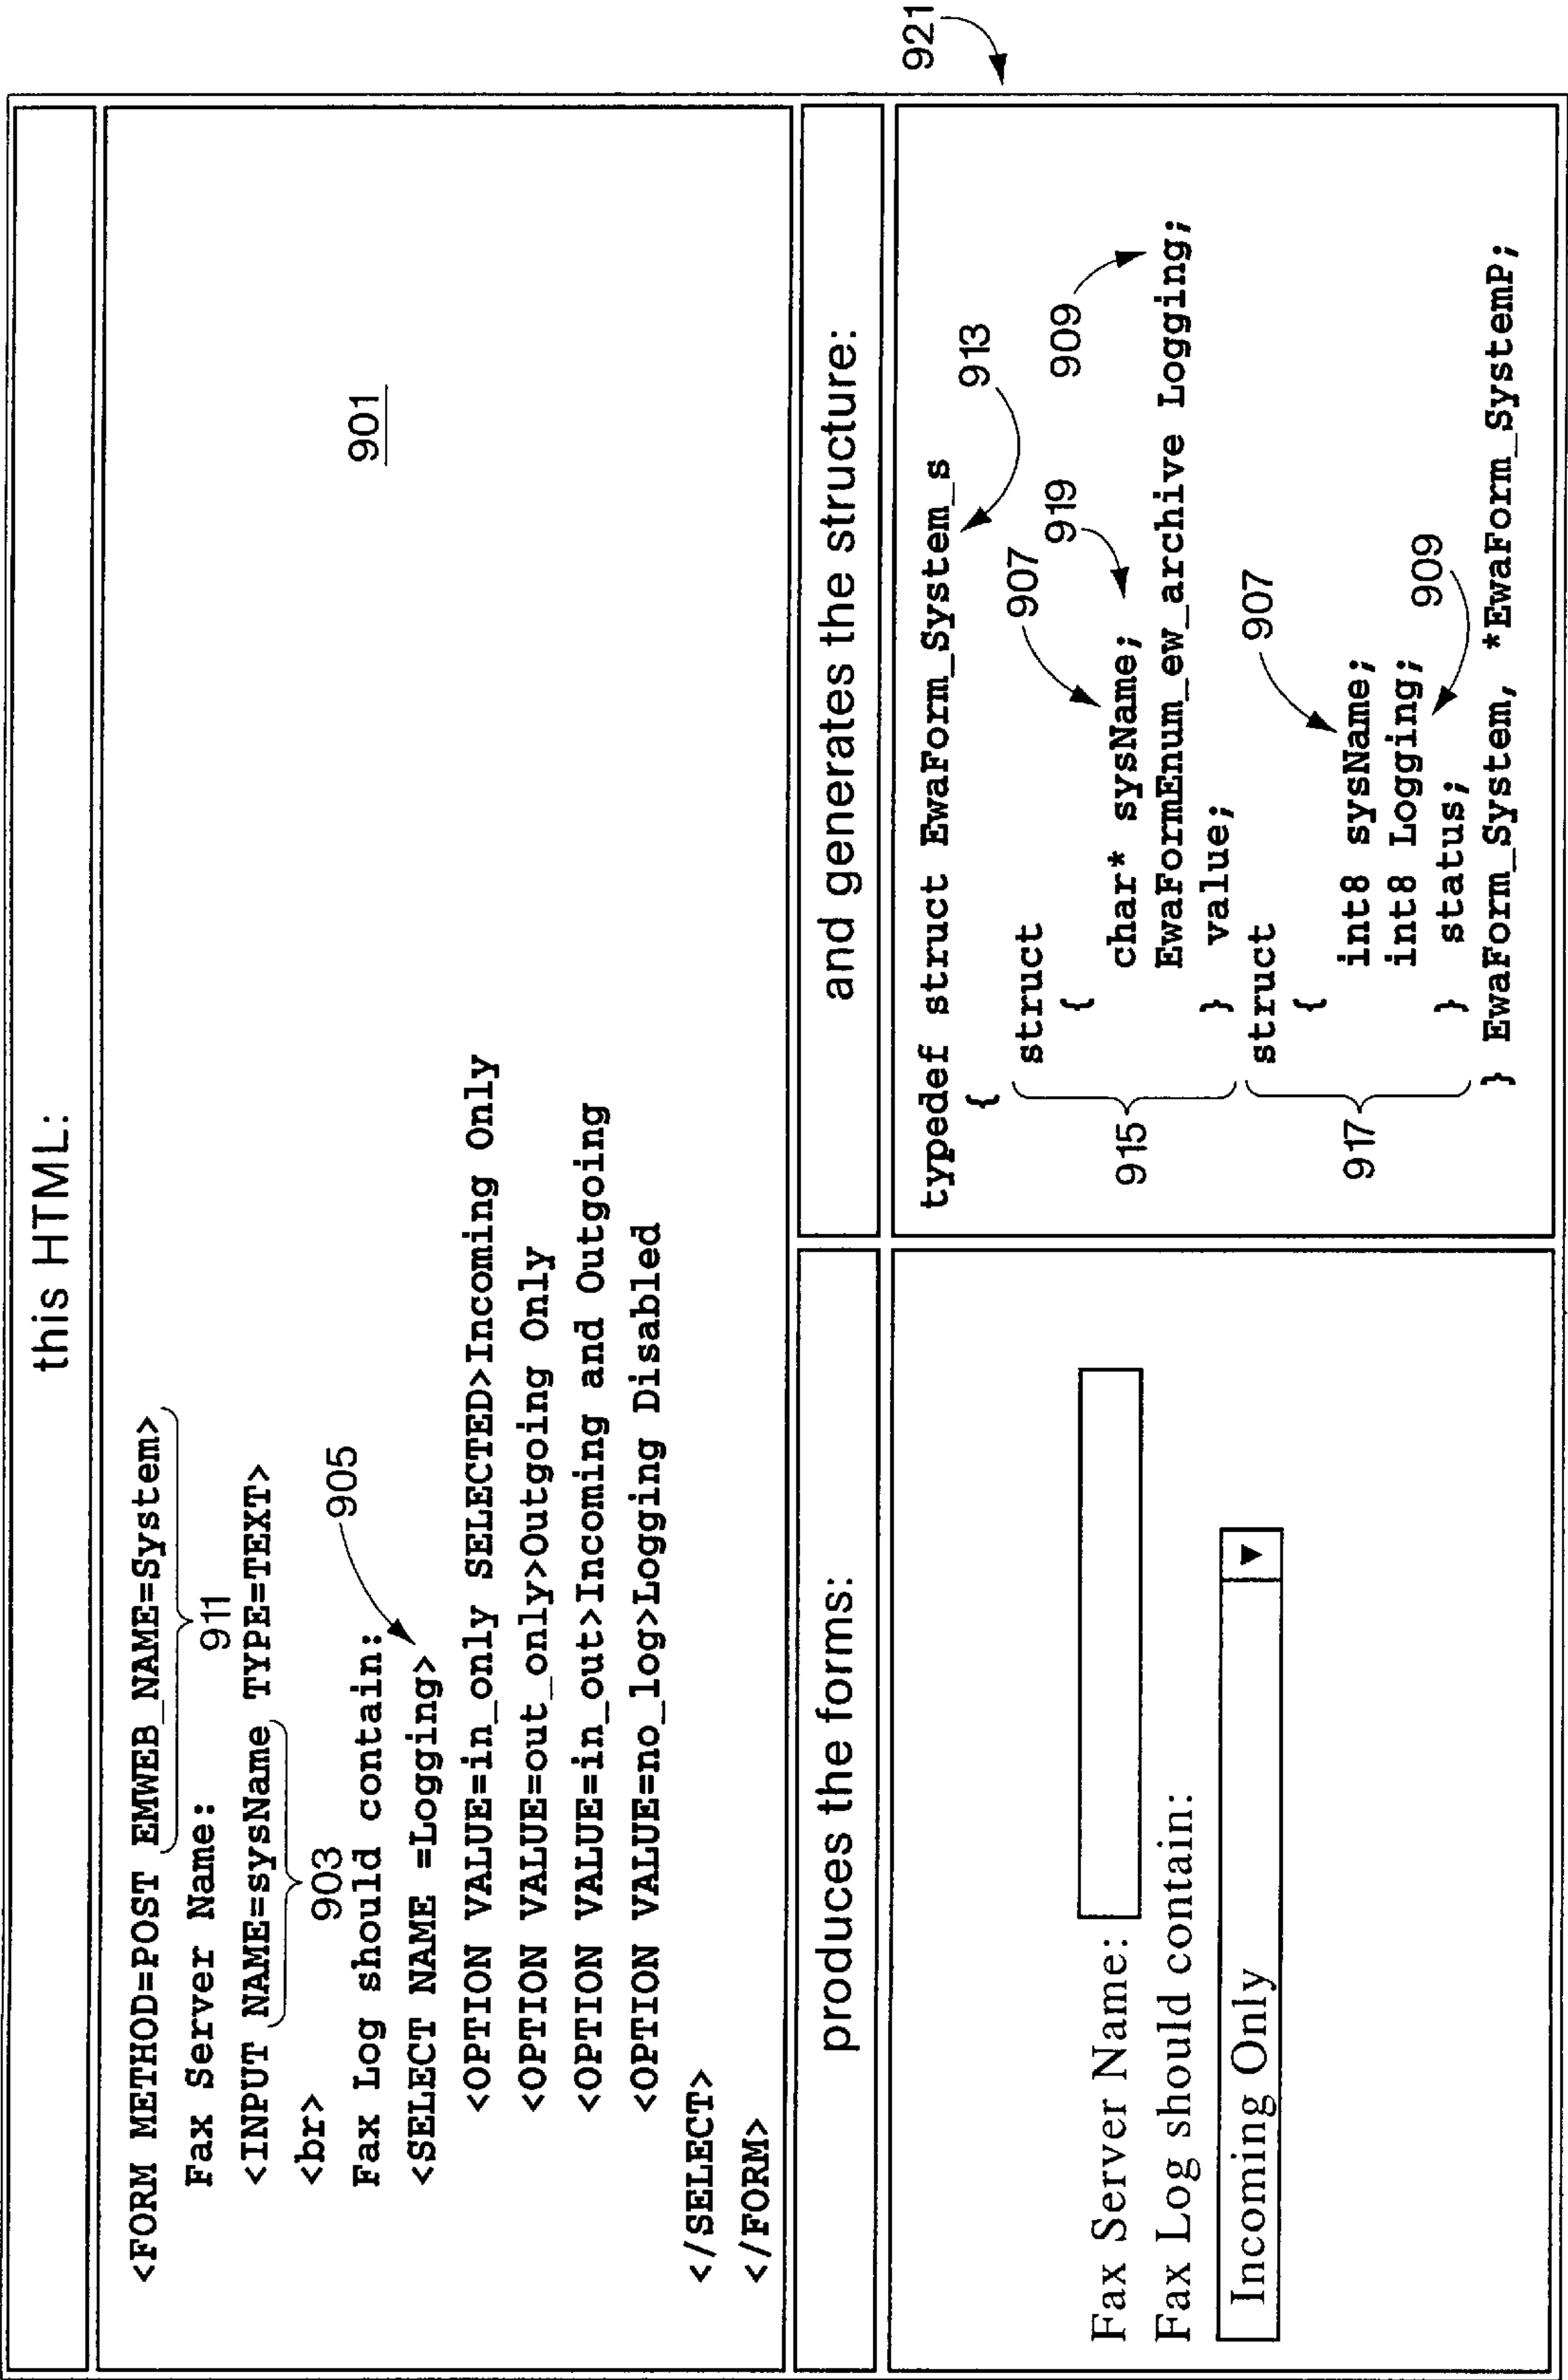 this HTML:
<FORM METHOD=POST EMWEB_NAME=System>
911
Fax Server Name:
<INPUT NAME=sysName TYPE=TEXT>
903
<br>
905
Fax Log should contain:
<SELECT NAME =Logging>
<OPTION VALUE=in_only SELECTED>Incoming Only
<OPTION VALUE=out_only>Outgoing Only
<OPTION VALUE=in_out>Incoming and Outgoing
<OPTION VALUE=no_log>Logging Disabled
</SELECT>
</FORM>
901
produces the forms:
Fax Server Name:
Fax Log should contain:
Incoming Only
and generates the structure:
921
typedef struct EwaForm_System_s
913
{
struct
907
919
909
{
char* sysName;
EwaFormEnum_ew_archive Logging;
} value;
915
struct
907
{
int8 sysName;
int8 Logging;
909
} status;
917
} EwaForm_System, *EwaForm_SystemP;